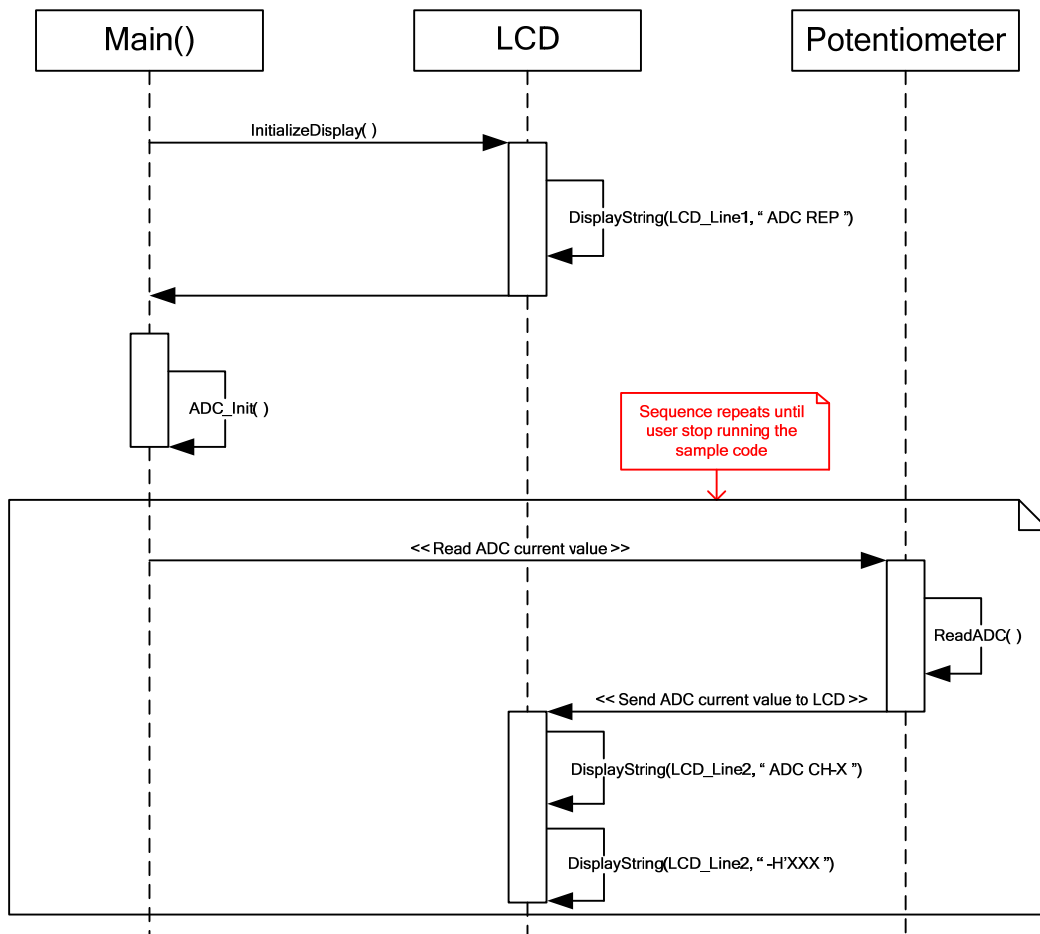 Main()
LCD
Potentiometer
InitializeDisplay( )
DisplayString(LCD_Line1, “ ADC REP ”)
ADC_Init( )
Sequence repeats until
user stop running the
sample code
<< Read ADC current value >>
ReadADC( )
<< Send ADC current value to LCD >>
DisplayString(LCD_Line2, “ ADC CH-X ”)
DisplayString(LCD_Line2, “ -H’XXX ”)